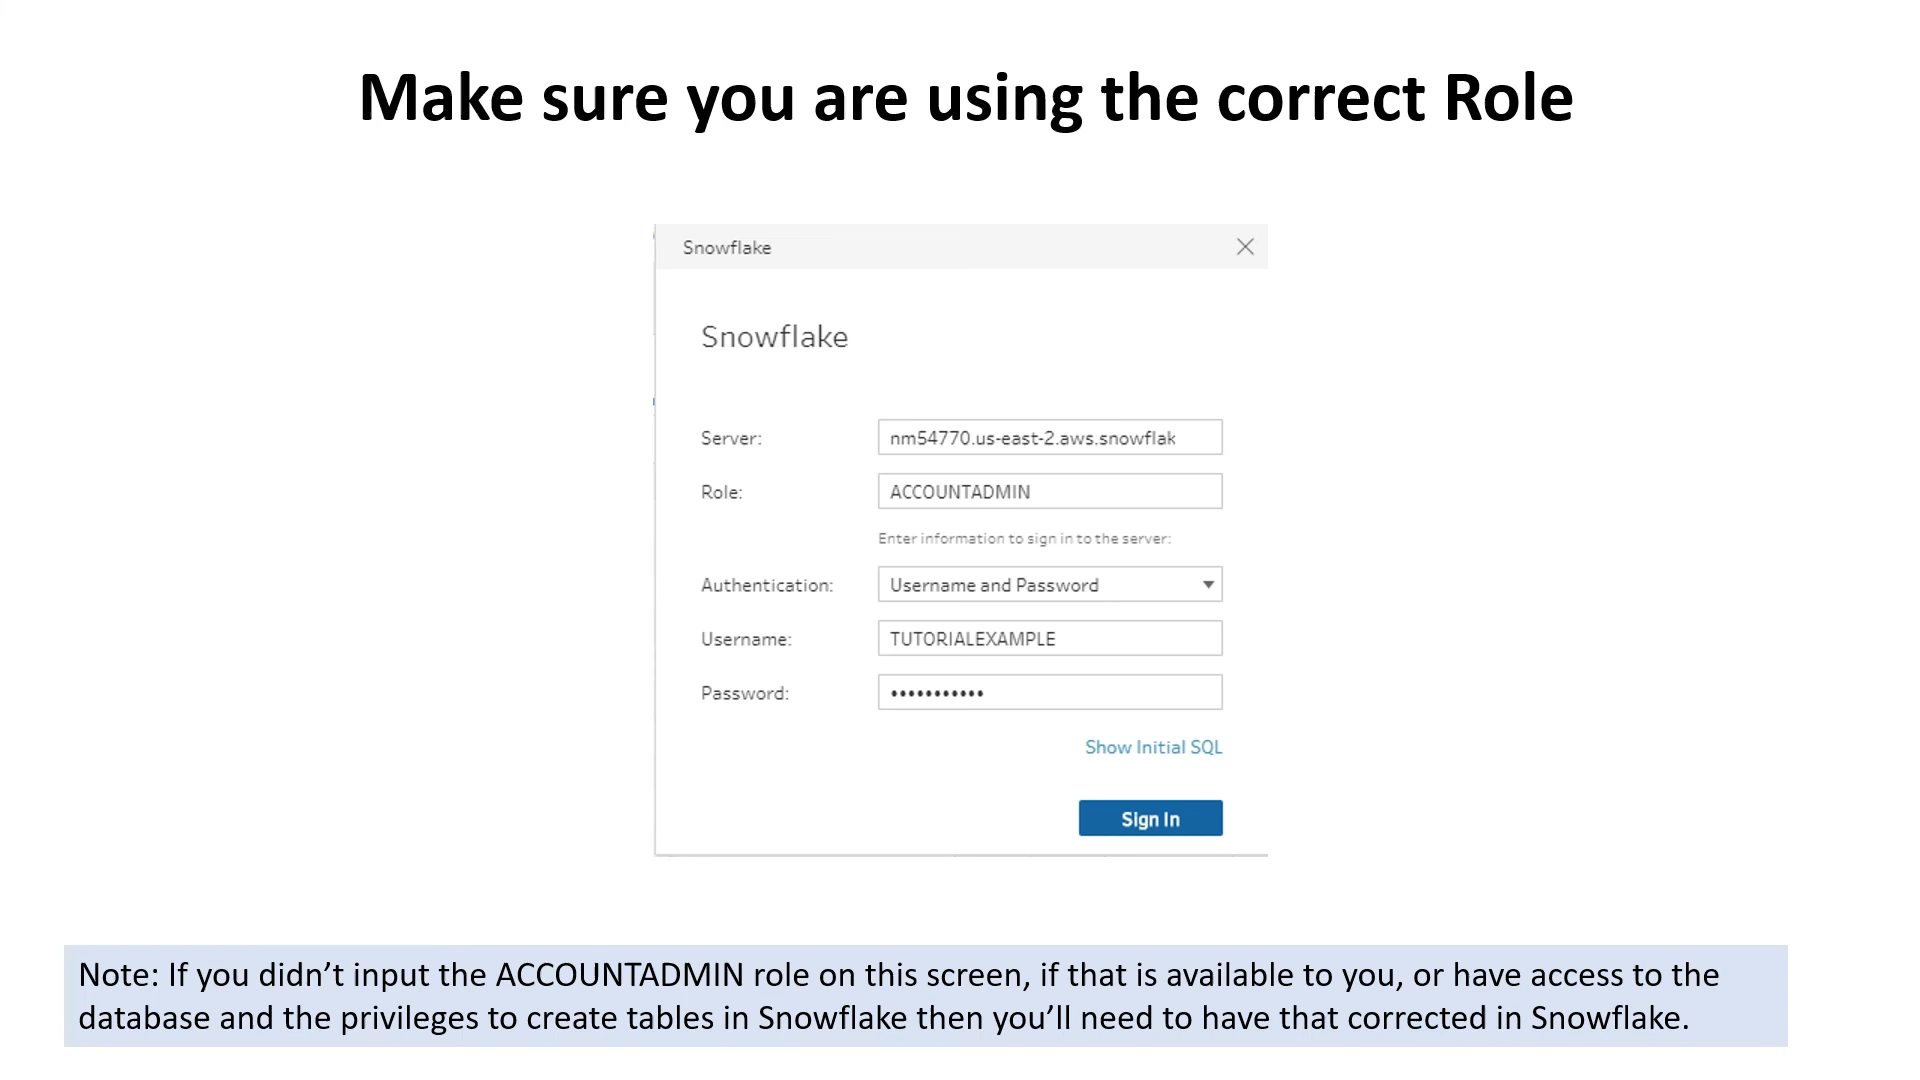 Make sure you are using the correct Role
Snowflake
Snowflake
Server: nm54770.us-east-2.aws.snowflak
Role: ACCOUNTADMIN
Enter information to sign in to the server:
Authentication: Username and Password
Username: TUTORIALEXAMPLE
Password: •••••••••••
Show Initial SQL
Sign In
Note: If you didn’t input the ACCOUNTADMIN role on this screen, if that is available to you, or have access to the
database and the privileges to create tables in Snowflake then you’ll need to have that corrected in Snowflake.